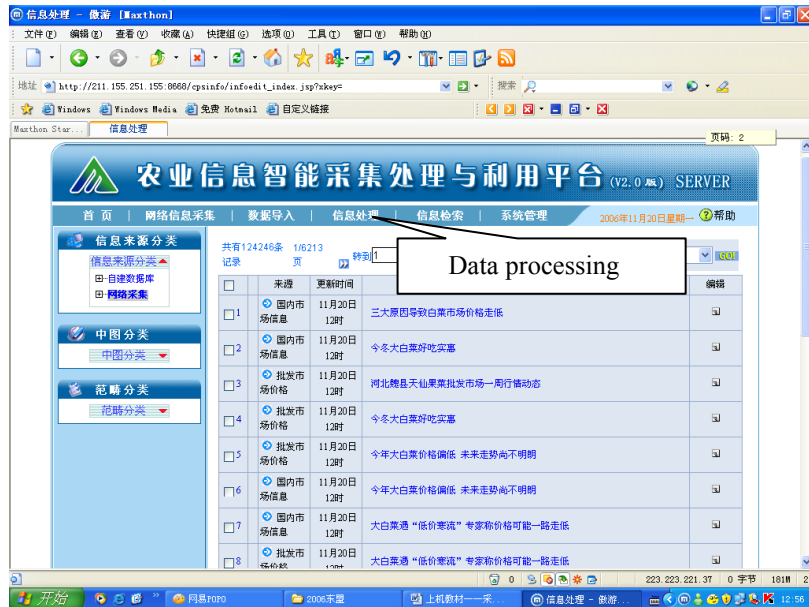 信息处理 - 傲游 [Maxthon]
文件(F) 编辑(E) 查看(V) 收藏(A) 快捷组(G) 选项(O) 工具(T) 窗口(W) 帮助(H)
地址 http://211.155.251.155:8668/cpsinfo/infoedit_index.jsp?xkey= 搜索
Windows Windows Media 免费 Hotmail 自定义链接
Maxthon Star... 信息处理
页码: 2
农业信息智能采集处理与利用平台 (V2.0版) SERVER
首 页 | 网络信息采集 | 数据导入 | 信息处理 | 信息检索 | 系统管理 2006年11月20日星期一 帮助
信息来源分类
信息来源分类
自建数据库
网络采集
中图分类
中图分类
范畴分类
范畴分类
共有124246条记录 1/6213页 转到 1 GO!
Data processing
来源 更新时间 编辑
1 国内市场信息 11月20日12时 三大原因导致白菜市场价格走低
2 国内市场信息 11月20日12时 今冬大白菜好吃实惠
3 批发市场价格 11月20日12时 河北魏县天仙果菜批发市场一周行情动态
4 批发市场价格 11月20日12时 今冬大白菜好吃实惠
5 批发市场价格 11月20日12时 今年大白菜价格偏低 未来走势尚不明朗
6 国内市场信息 11月20日12时 今年大白菜价格偏低 未来走势尚不明朗
7 国内市场信息 11月20日12时 大白菜遇“低价寒流”专家称价格可能一路走低
8 批发市场价格 11月20日12时 大白菜遇“低价寒流”专家称价格可能一路走低
0 223.223.221.37 0 字节 181M 2
开始 网易POPO 2006东盟 上机教材——采... 信息处理 - 傲游... 12:56